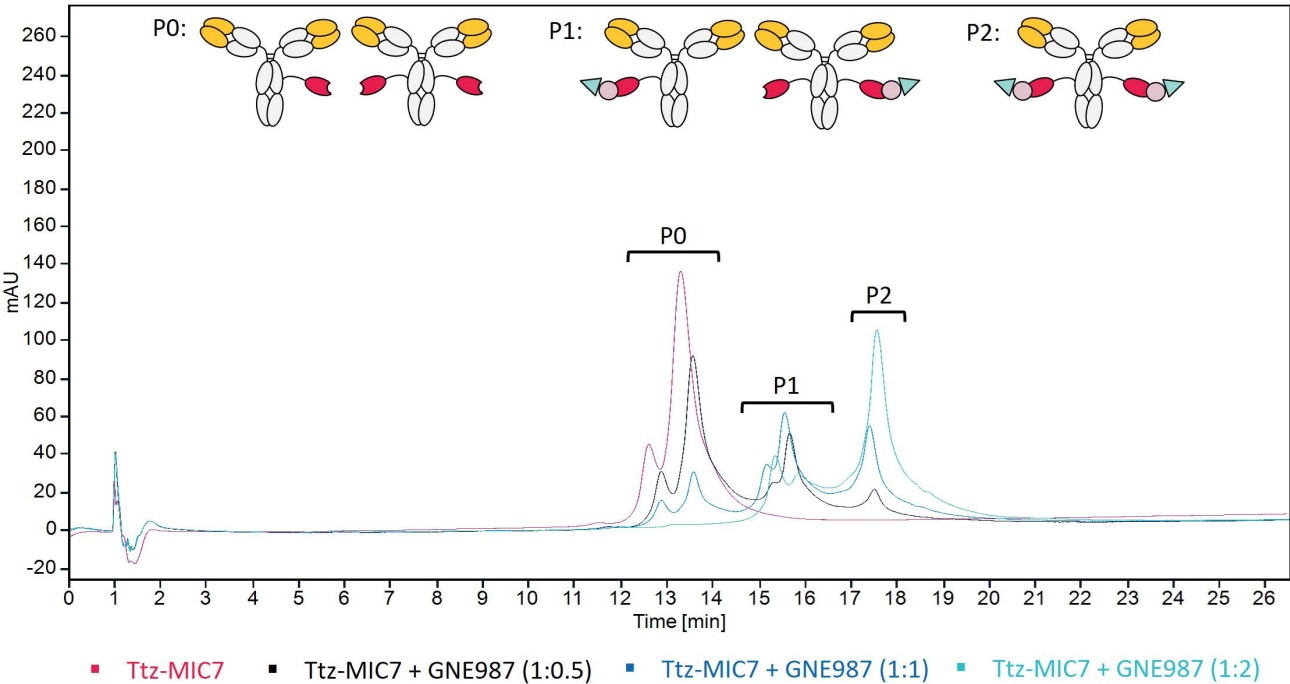 P0: P1: P2:
260
240
220
200
180
160
140
120
100
80
60
40
20
0
-20
mAU
P0
P1
P2
0 1 2 3 4 5 6 7 8 9 10 11 12 13 14 15 16 17 18 19 20 21 22 23 24 25 26
Time [min]
Ttz-MIC7 Ttz-MIC7 + GNE987 (1:0.5) Ttz-MIC7 + GNE987 (1:1) Ttz-MIC7 + GNE987 (1:2)